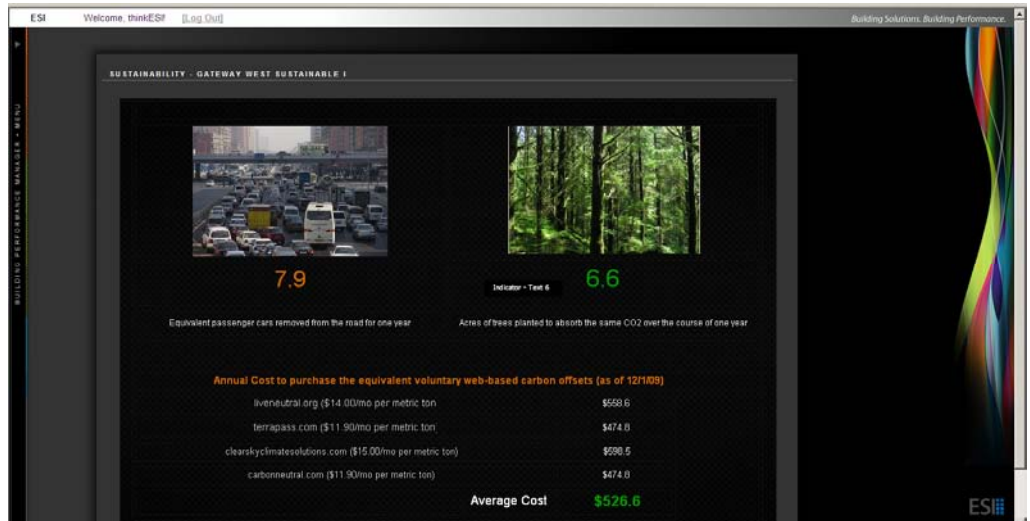 ESI Welcome, thinkESI! [Log Out] Building Solutions. Building Performance.
BUILDING PERFORMANCE MANAGER - MENU
SUSTAINABILITY - GATEWAY WEST SUSTAINABLE I
7.9
Indicator - Text 6
6.6
Equivalent passenger cars removed from the road for one year
Acres of trees planted to absorb the same CO2 over the course of one year
Annual Cost to purchase the equivalent voluntary web-based carbon offsets (as of 12/1/09)
liveneutral.org ($14.00/mo per metric ton $558.6
terrapass.com ($11.90/mo per metric ton $474.8
clearskyclimatesolutions.com ($15.00/mo per metric ton) $598.5
carbonneutral.com ($11.90/mo per metric ton) $474.8
Average Cost $526.6
ESI